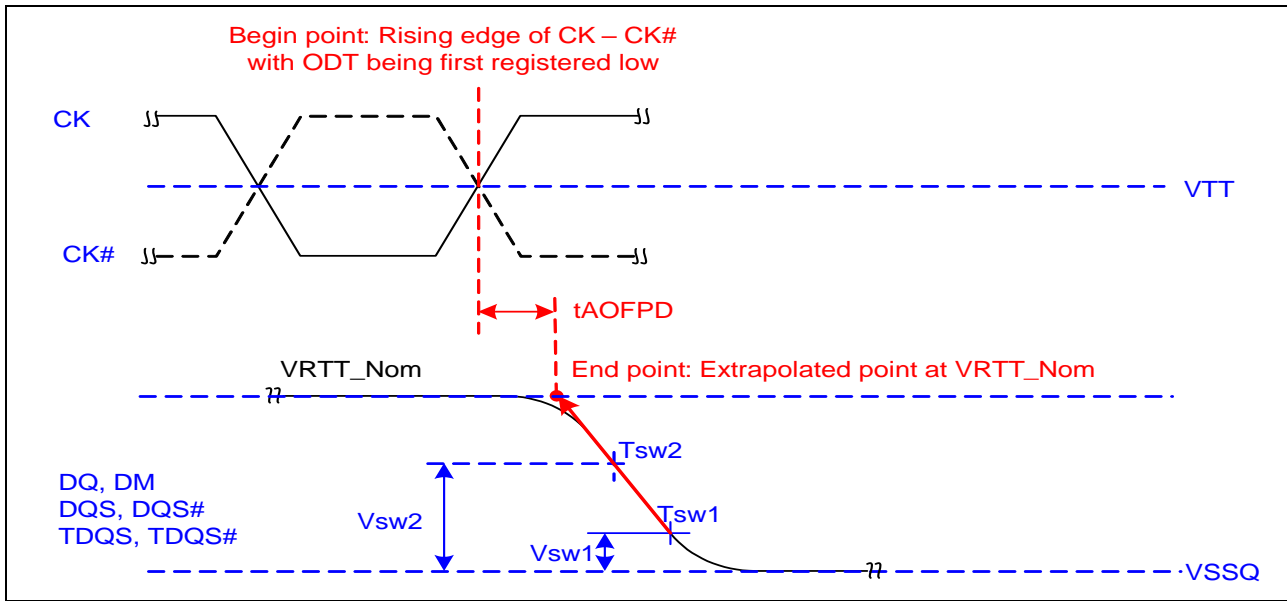 Begin point: Rising edge of CK – CK#
with ODT being first registered low
CK
VTT
CK#
tAOFPD
VRTT_Nom
End point: Extrapolated point at VRTT_Nom
Tsw2
DQ, DM
DQS, DQS#
TDQS, TDQS#
Vsw2
Tsw1
Vsw1
VSSQ